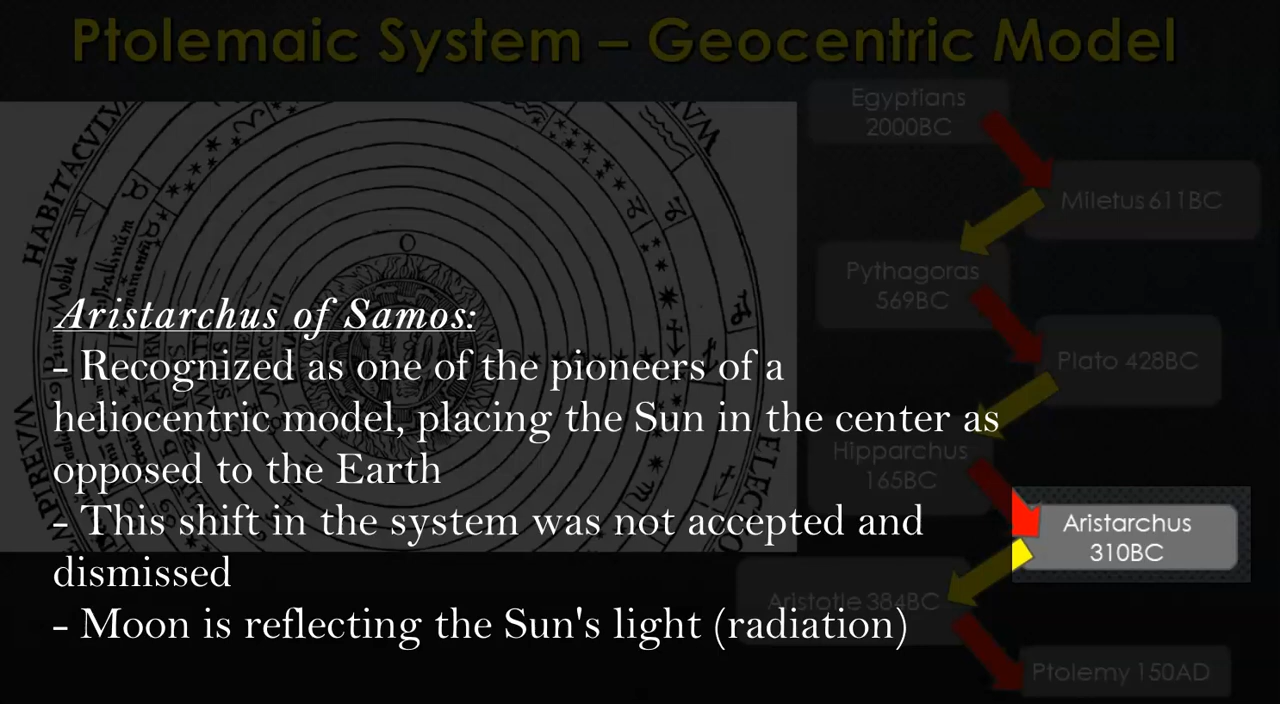 Ptolemaic System – Geocentric Model
Egyptians
2000BC
Miletus 611BC
Pythagoras
569BC
Plato 428BC
Hipparchus
165BC
Aristarchus
310BC
Aristotle 384BC
Ptolemy 150AD
HABITACVLVM
Aristarchus of Samos:
- Recognized as one of the pioneers of a
heliocentric model, placing the Sun in the center as
opposed to the Earth
- This shift in the system was not accepted and
dismissed
- Moon is reflecting the Sun's light (radiation)